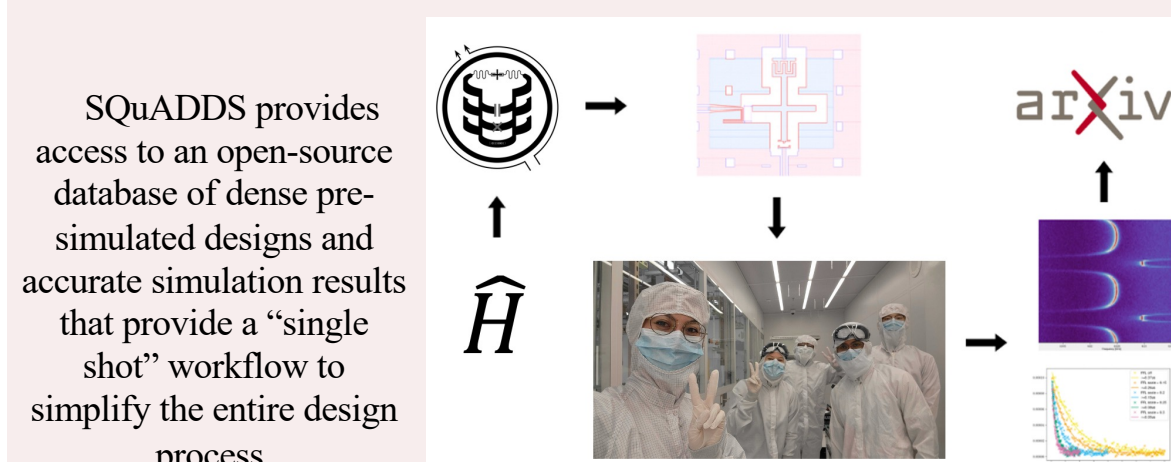 SQuADDS provides
access to an open-source
database of dense pre-
simulated designs and
accurate simulation results
that provide a “single
shot” workflow to
simplify the entire design
process
Ĥ
arXiv